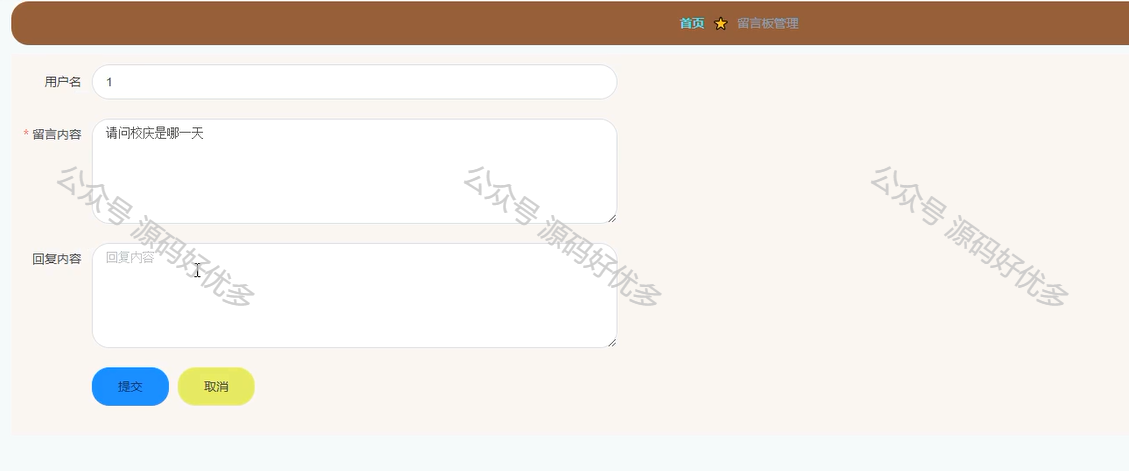 首页 ⭐ 留言板管理
用户名 1
* 留言内容 请问校庆是哪一天
回复内容 回复内容
提交 取消
公众号 源码好优多
公众号 源码好优多
公众号 源码好优多